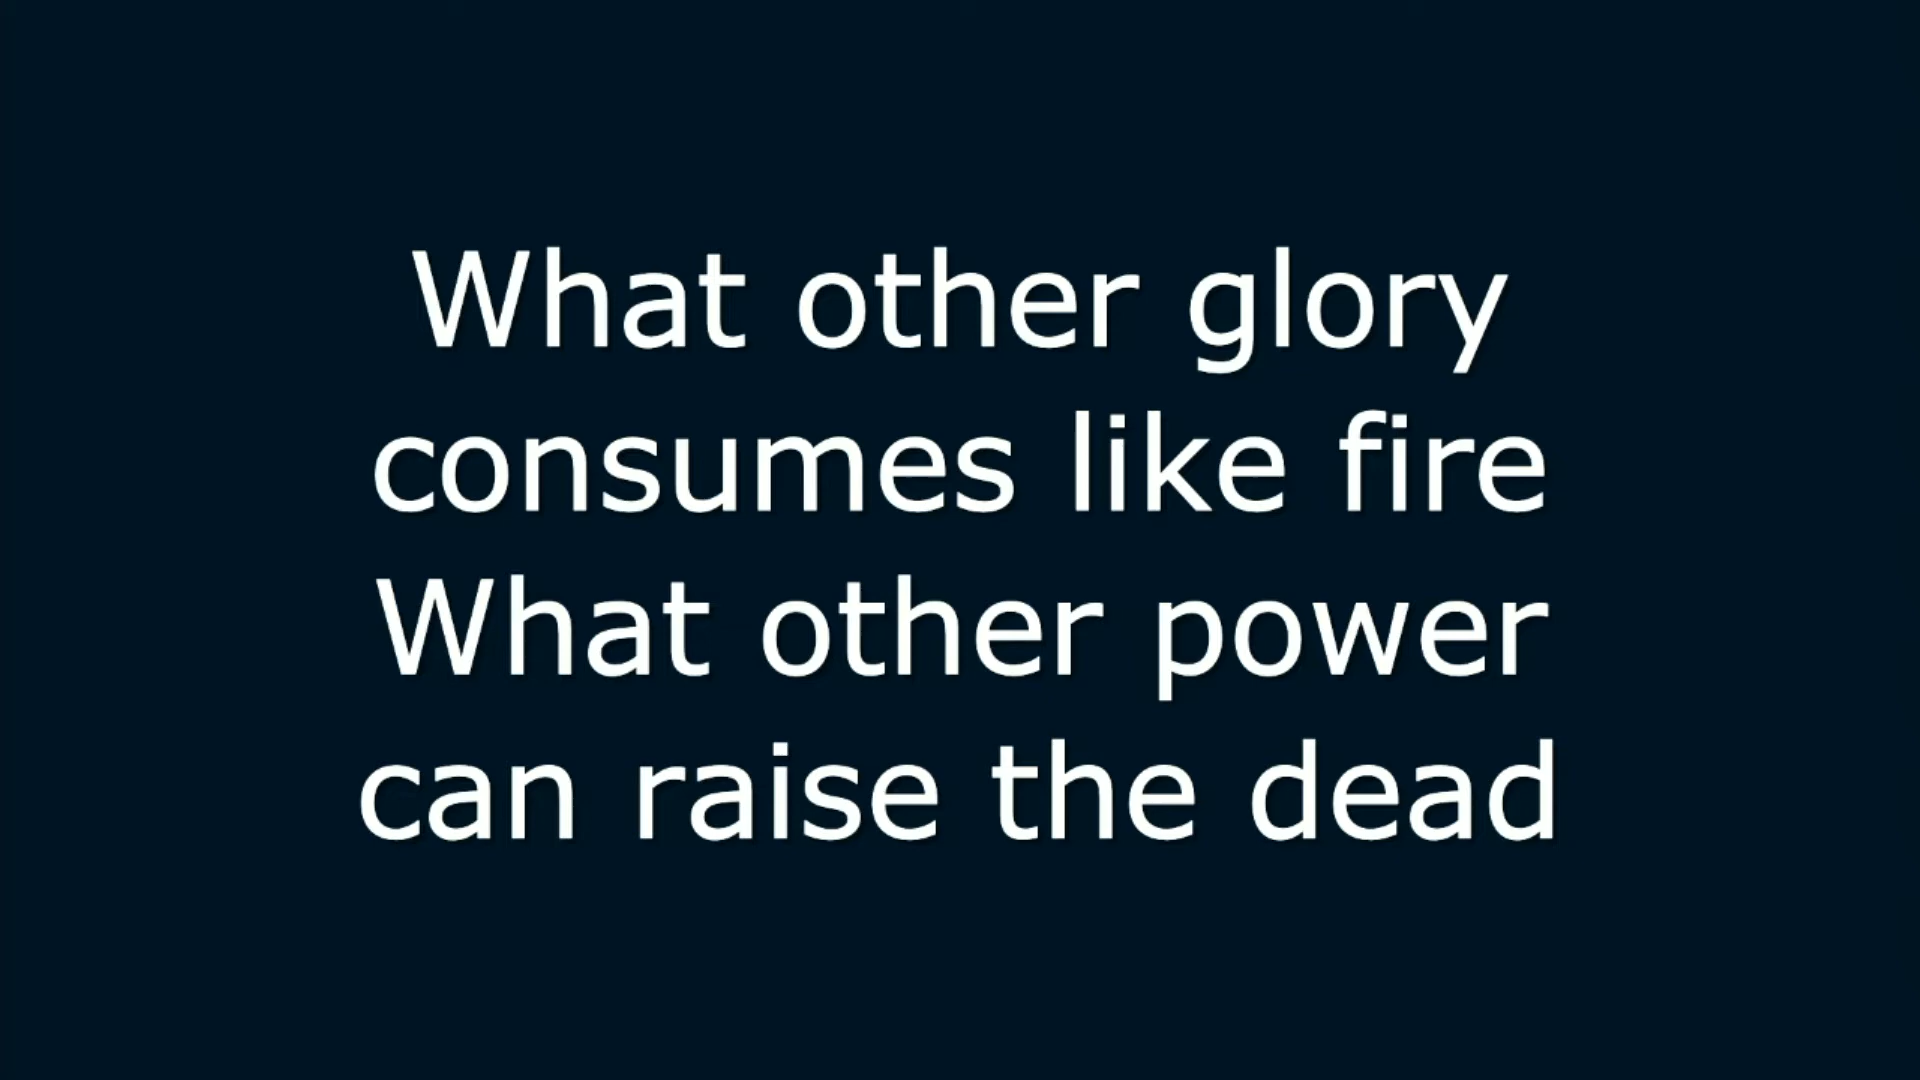 What other glory
consumes like fire
What other power
can raise the dead